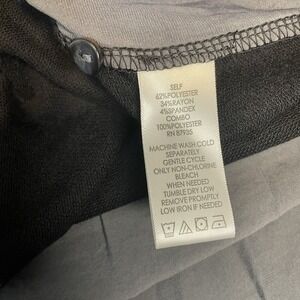 SELF
62%POLYESTER
34%RAYON
4%SPANDEX
COMBO
100%POLYESTER
RN 87935
MACHINE WASH COLD
SEPARATELY
GENTLE CYCLE
ONLY NON-CHLORINE
BLEACH
WHEN NEEDED
TUMBLE DRY LOW
REMOVE PROMPTLY
LOW IRON IF NEEDED